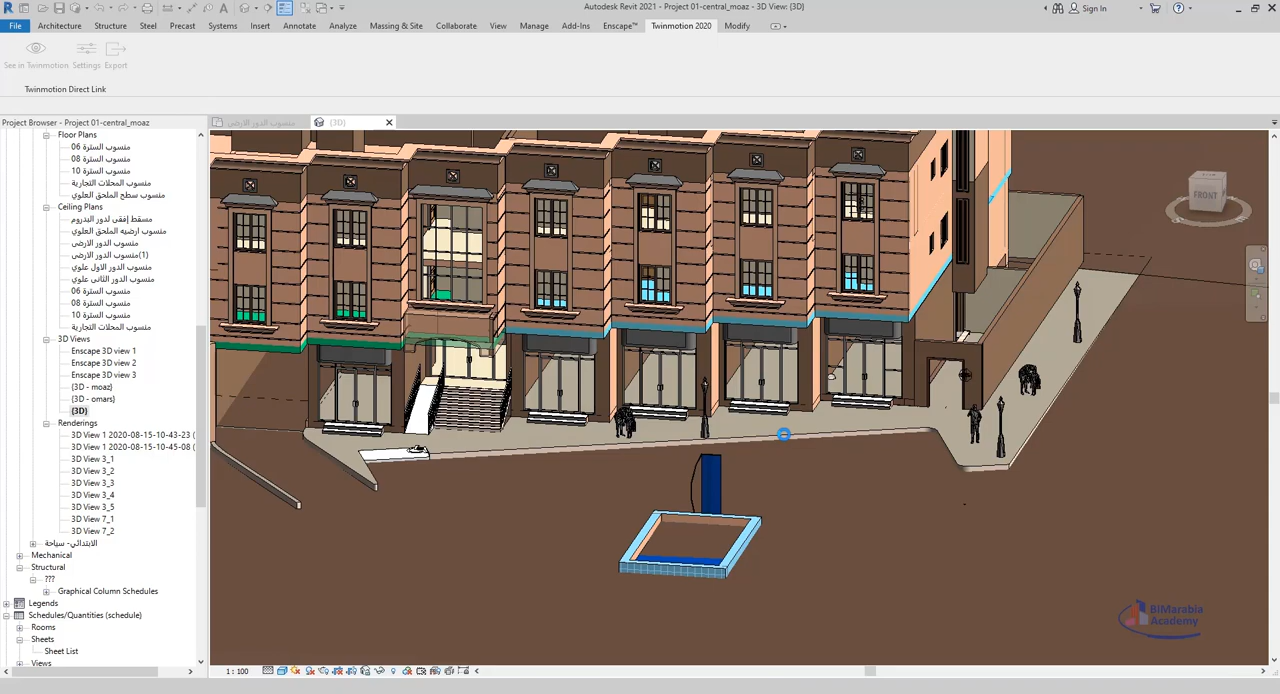 Autodesk Revit 2021 - Project 01-central_moaz - 3D View: {3D}
Sign In
File Architecture Structure Steel Precast Systems Insert Annotate Analyze Massing & Site Collaborate View Manage Add-Ins Enscape™ Twinmotion 2020 Modify
See in Twinmotion Settings Export
Twinmotion Direct Link
Project Browser - Project 01-central_moaz
منسوب الدور الارضى
{3D}
Floor Plans
منسوب السترة 06
منسوب السترة 08
منسوب السترة 10
منسوب المحلات التجارية
منسوب سطح الملحق العلوي
Ceiling Plans
مسقط إفقى لدور البدروم
منسوب ارضيه الملحق العلوي
منسوب الدور الارضى
منسوب الدور الارضى(1)
منسوب الدور الاول علوي
منسوب الدور الثانى علوي
منسوب السترة 06
منسوب السترة 08
منسوب السترة 10
منسوب المحلات التجارية
3D Views
Enscape 3D view 1
Enscape 3D view 2
Enscape 3D view 3
{3D - moaz}
{3D - omars}
{3D}
Renderings
3D View 1 2020-08-15-10-43-23 (
3D View 1 2020-08-15-10-45-08 (
3D View 3_1
3D View 3_2
3D View 3_3
3D View 3_4
3D View 3_5
3D View 7_1
3D View 7_2
الابتدائي- سياحة
Mechanical
Structural
???
Graphical Column Schedules
Legends
Schedules/Quantities (schedule)
Rooms
Sheets
Sheet List
Views
FRONT
BIMarabia
Academy
1 : 100